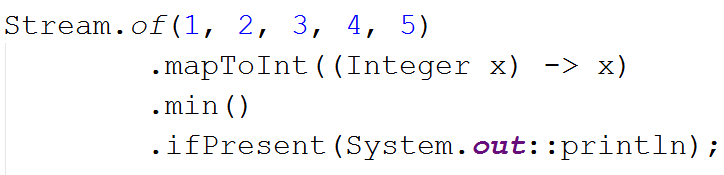 Stream.of(1, 2, 3, 4, 5)
.mapToInt((Integer x) -> x)
.min()
.ifPresent(System.out::println);